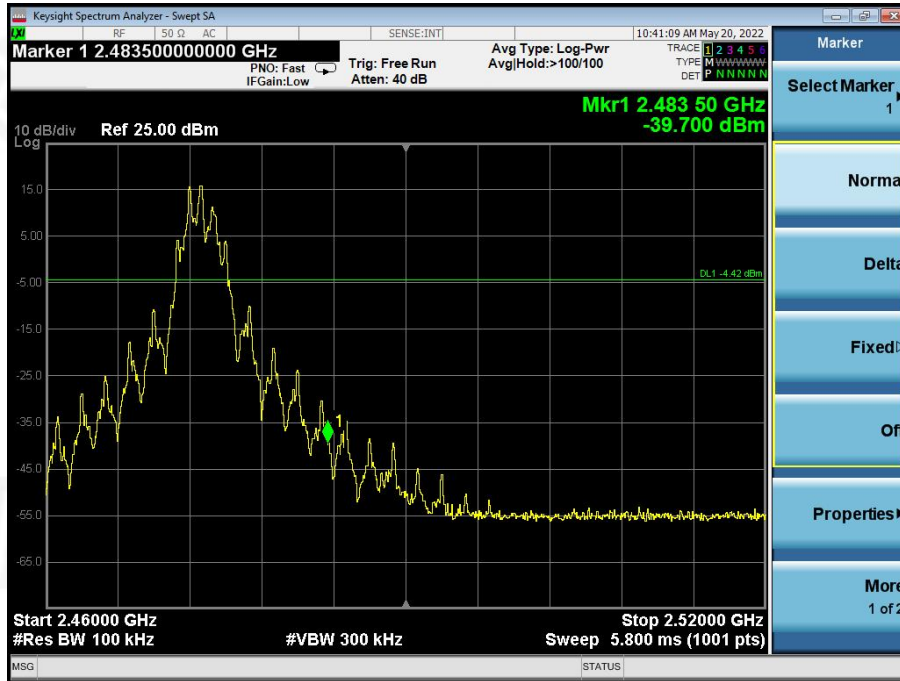 Keysight Spectrum Analyzer - Swept SA
LXI
RF 50 Ω AC SENSE:INT 10:41:09 AM May 20, 2022
Marker 1 2.483500000000 GHz
PNO: Fast
IFGain:Low
Trig: Free Run
Atten: 40 dB
Avg Type: Log-Pwr
Avg|Hold:>100/100
TRACE 1 2 3 4 5 6
TYPE M WWWWW
DET P N N N N N
Mkr1 2.483 50 GHz
-39.700 dBm
10 dB/div Ref 25.00 dBm
Log
15.0
5.00
-5.00
-15.0
-25.0
-35.0
-45.0
-55.0
-65.0
DL1 -4.42 dBm
1
Start 2.46000 GHz
Stop 2.52000 GHz
#Res BW 100 kHz
#VBW 300 kHz
Sweep 5.800 ms (1001 pts)
MSG
STATUS
Marker
Select Marker
1
Norma
Delta
Fixed
Of
Properties
More
1 of 2